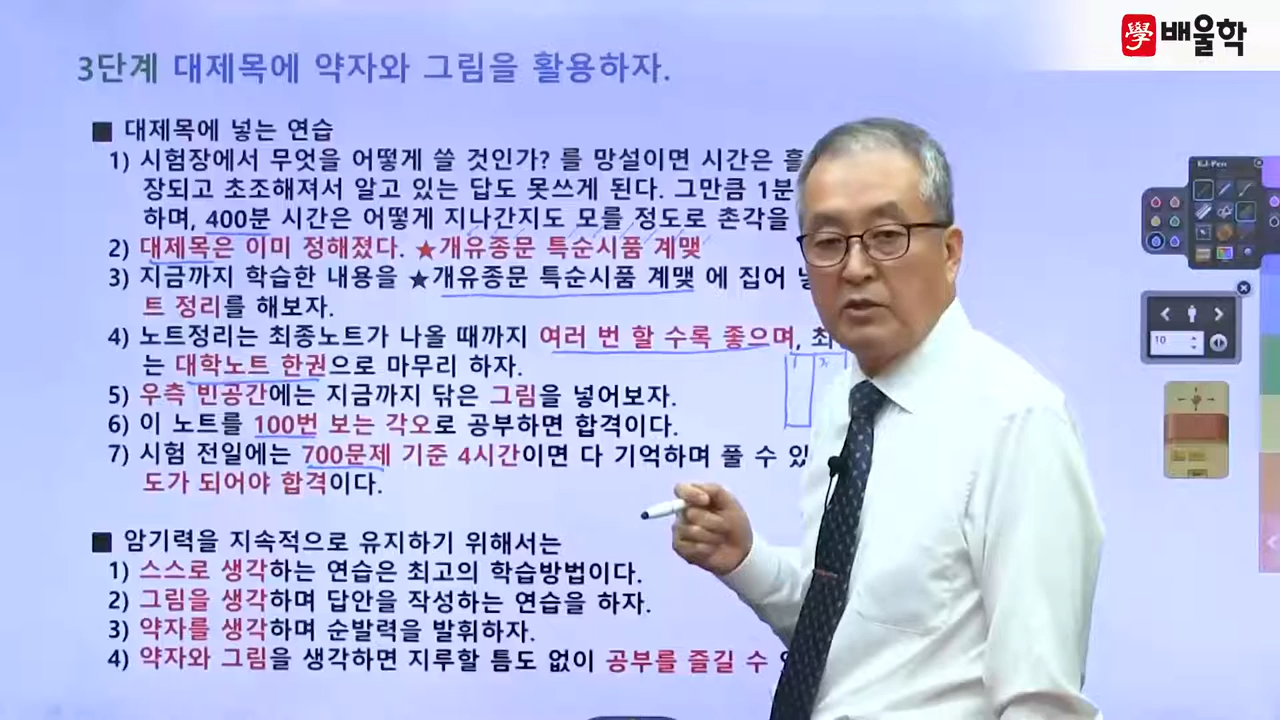 學 배울학
3단계 대제목에 약자와 그림을 활용하자.
■ 대제목에 넣는 연습
1) 시험장에서 무엇을 어떻게 쓸 것인가? 를 망설이면 시간은
장되고 초조해져서 알고 있는 답도 못쓰게 된다. 그만큼 1분
하며, 400분 시간은 어떻게 지나간지도 모를 정도로 촌각을
2) 대제목은 이미 정해졌다. ★개유종문 특순시품 계맺
3) 지금까지 학습한 내용을 ★개유종문 특순시품 계맺 에 집어
트 정리를 해보자.
4) 노트정리는 최종노트가 나올 때까지 여러 번 할 수록 좋으며, 최
는 대학노트 한권으로 마무리 하자.
5) 우측 빈공간에는 지금까지 닦은 그림을 넣어보자.
6) 이 노트를 100번 보는 각오로 공부하면 합격이다.
7) 시험 전일에는 700문제 기준 4시간이면 다 기억하며 풀 수 있
도가 되어야 합격이다.
■ 암기력을 지속적으로 유지하기 위해서는
1) 스스로 생각하는 연습은 최고의 학습방법이다.
2) 그림을 생각하며 답안을 작성하는 연습을 하자.
3) 약자를 생각하며 순발력을 발휘하자.
4) 약자와 그림을 생각하면 지루할 틈도 없이 공부를 즐길 수
10